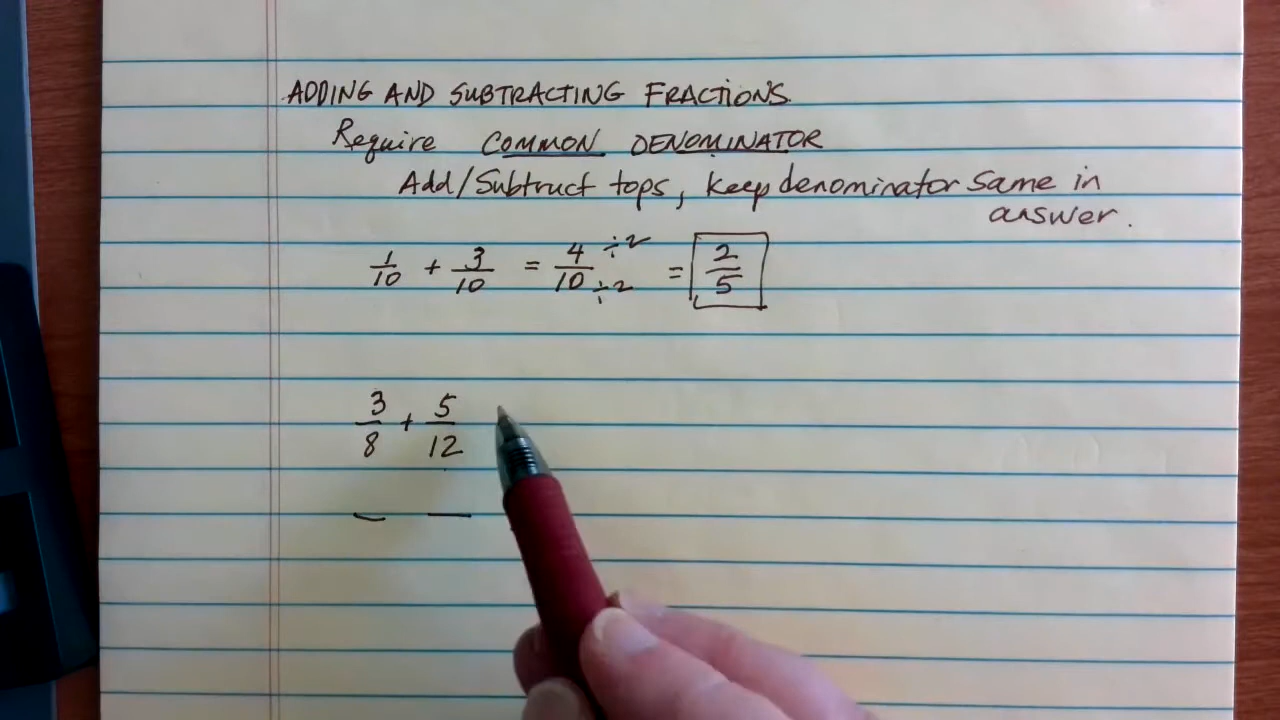 ADDING AND SUBTRACTING FRACTIONS.
Require COMMON DENOMINATOR
Add/Subtruct tops, keep denominator same in
answer.
1/10 + 3/10 = 4/10 ÷2/÷2 = 2/5
3/8 + 5/12